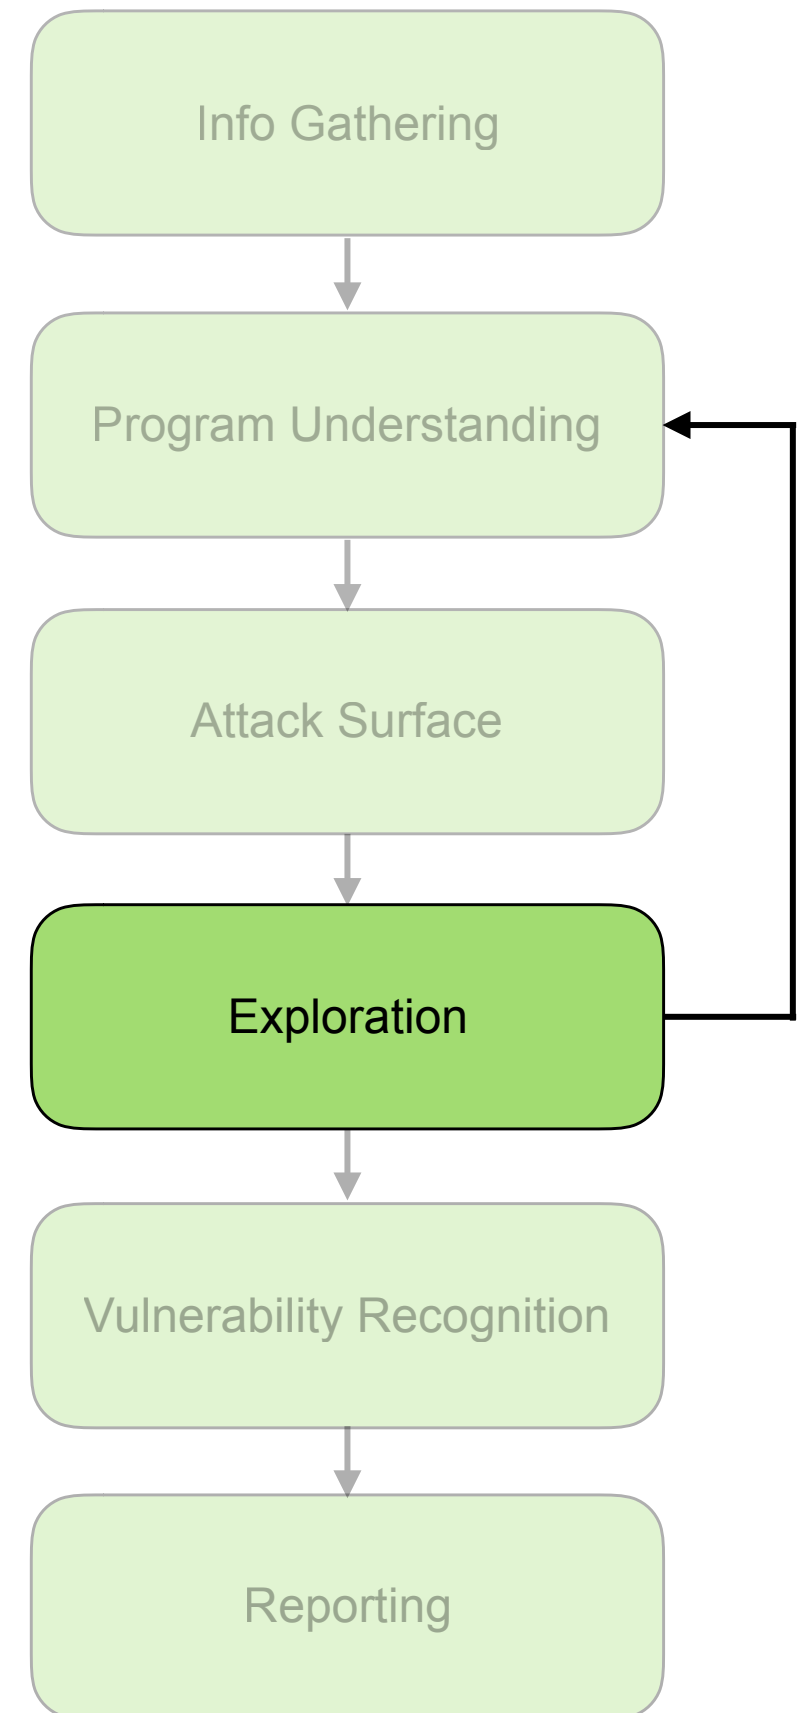 Info Gathering
Program Understanding
Attack Surface
Exploration
Vulnerability Recognition
Reporting